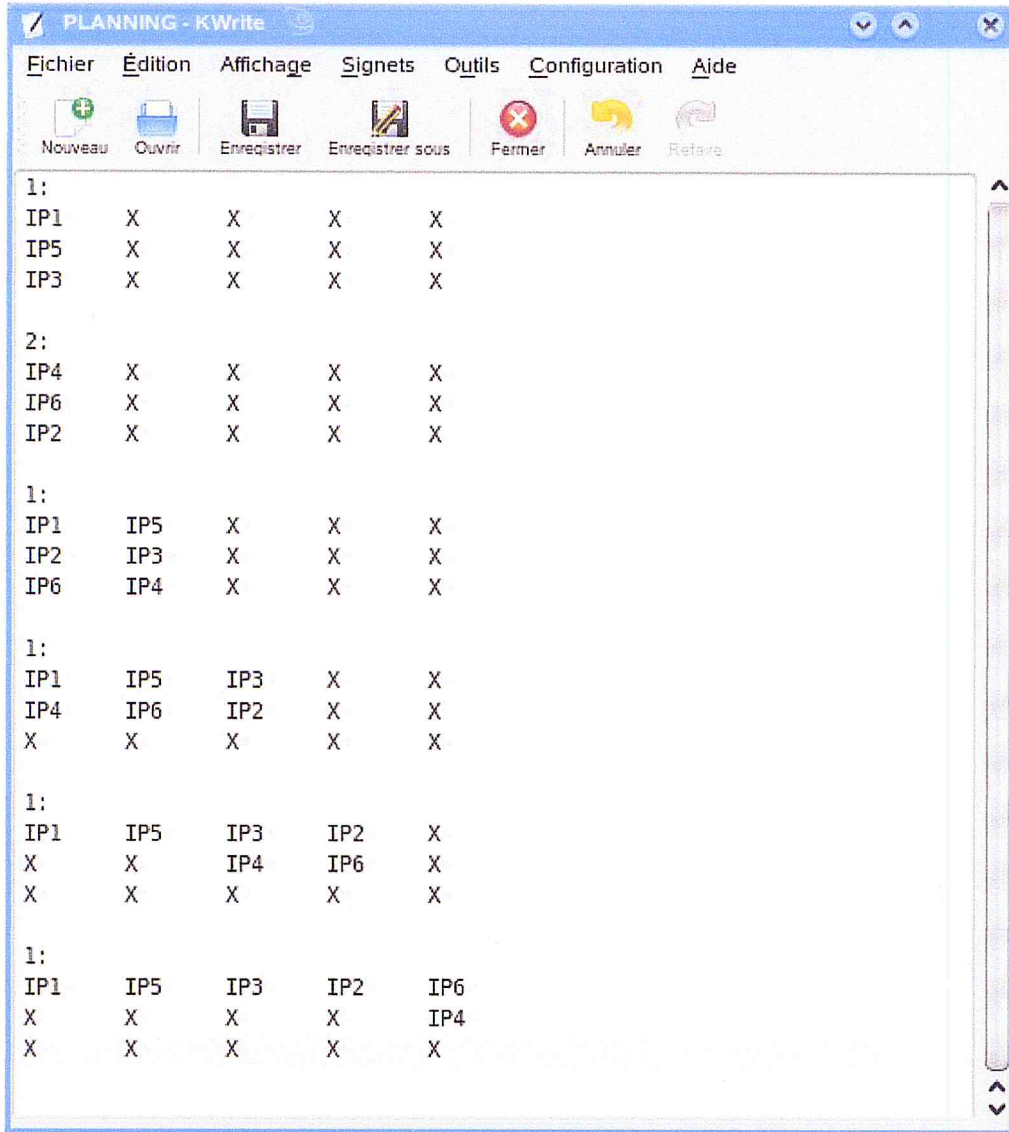 PLANNING - KWrite
Fichier Édition Affichage Signets Outils Configuration Aide
Nouveau Ouvrir Enregistrer Enregistrer sous Fermer Annuler Refaire
1:
IP1 X X X X
IP5 X X X X
IP3 X X X X
2:
IP4 X X X X
IP6 X X X X
IP2 X X X X
1:
IP1 IP5 X X X
IP2 IP3 X X X
IP6 IP4 X X X
1:
IP1 IP5 IP3 X X
IP4 IP6 IP2 X X
X X X X X
1:
IP1 IP5 IP3 IP2 X
X X IP4 IP6 X
X X X X X
1:
IP1 IP5 IP3 IP2 IP6
X X X X IP4
X X X X X